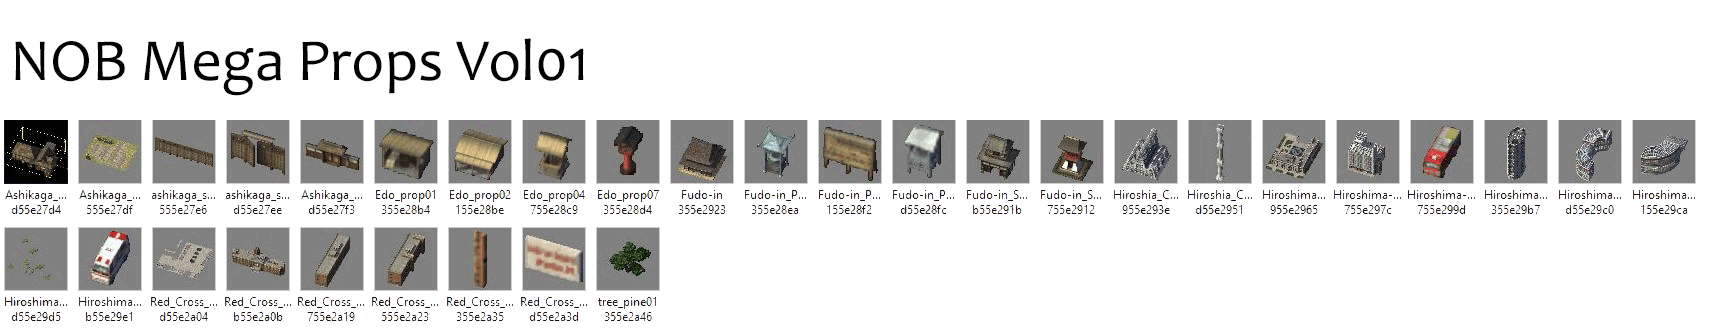 NOB Mega Props Vol01
Ashikaga_... Ashikaga_... ashikaga_s... ashikaga_s... Ashikaga_... Edo_prop01 Edo_prop02 Edo_prop04 Edo_prop07 Fudo-in Fudo-in_P... Fudo-in_P... Fudo-in_P... Fudo-in_S... Fudo-in_S... Hiroshia_C... Hiroshia_C... Hiroshima... Hiroshima-... Hiroshima-... Hiroshima... Hiroshima... Hiroshima...
d55e27d4 555e27df 555e27e6 d55e27ee d55e27f3 355e28b4 155e28be 755e28c9 355e28d4 355e2923 355e28ea 155e28f2 d55e28fc b55e291b 755e2912 955e293e d55e2951 955e2965 755e297c 755e299d 355e29b7 d55e29c0 155e29ca
Hiroshima... Hiroshima... Red_Cross_... Red_Cross_... Red_Cross_... Red_Cross_... Red_Cross_... Red_Cross_... tree_pine01
d55e29d5 b55e29e1 d55e2a04 b55e2a0b 755e2a19 555e2a23 355e2a35 d55e2a3d 355e2a46